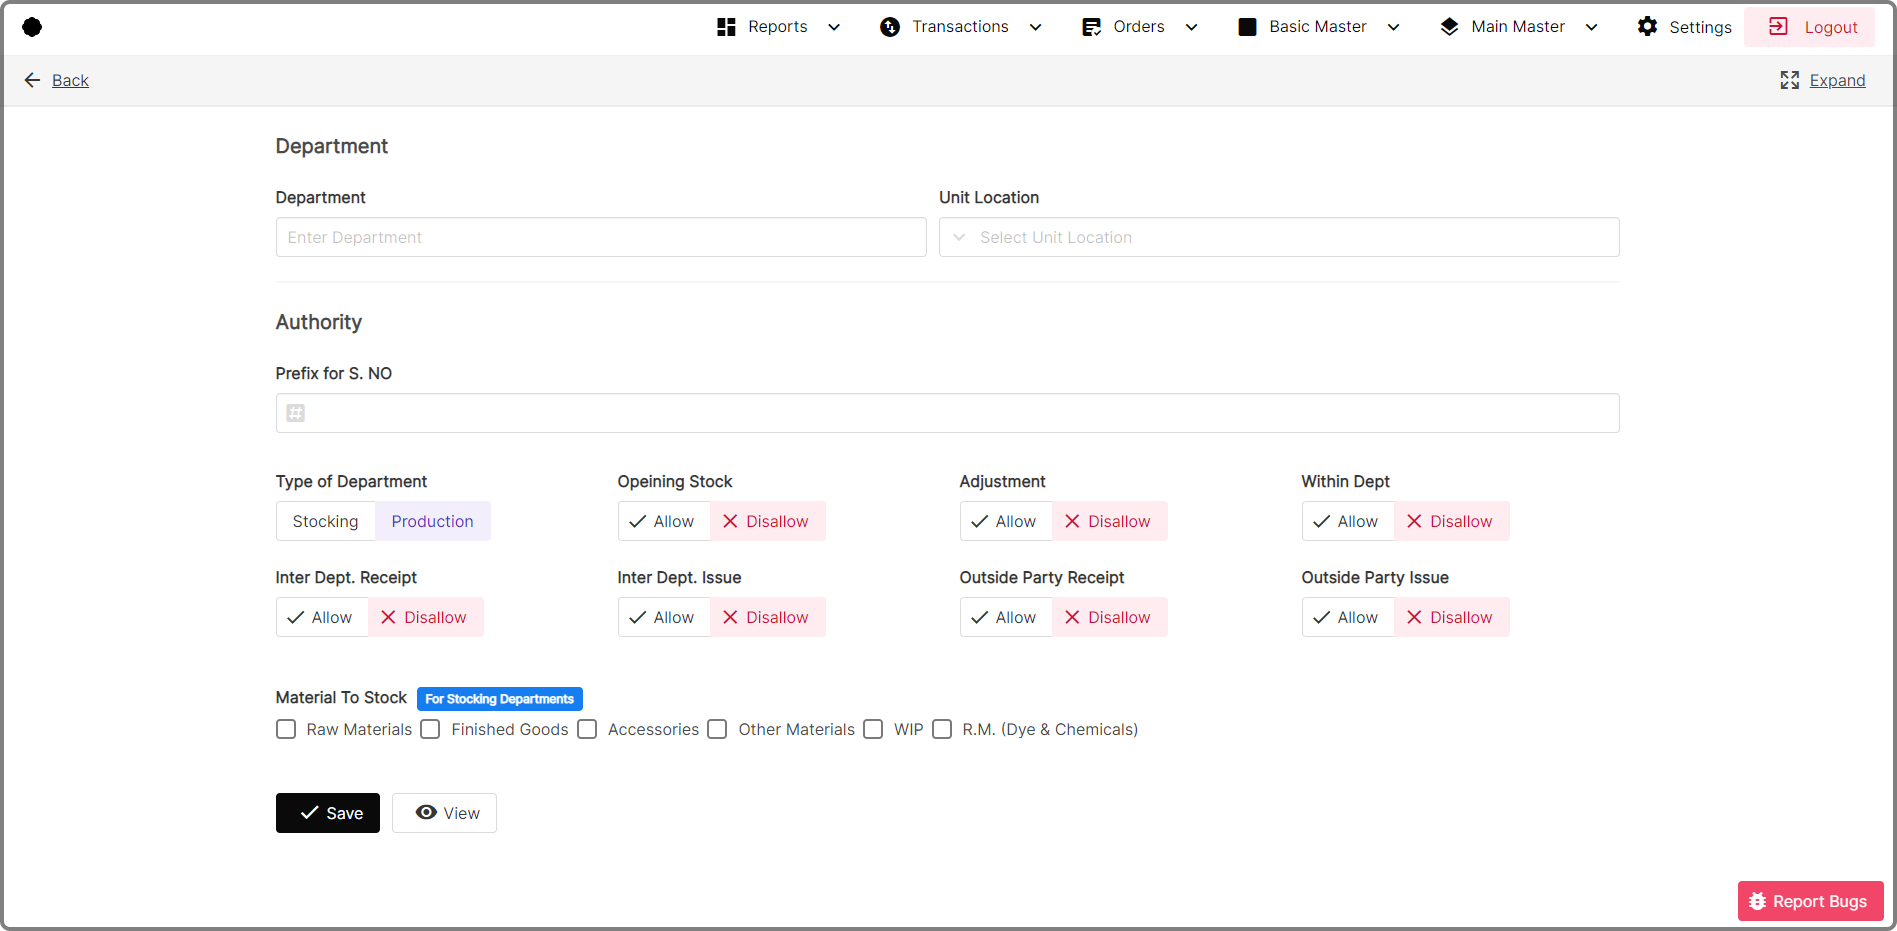 Reports Transactions Orders Basic Master Main Master Settings Logout
Back Expand
Department
Department Unit Location
Enter Department Select Unit Location
Authority
Prefix for S. NO
Type of Department Opeining Stock Adjustment Within Dept
Stocking Production Allow Disallow Allow Disallow Allow Disallow
Inter Dept. Receipt Inter Dept. Issue Outside Party Receipt Outside Party Issue
Allow Disallow Allow Disallow Allow Disallow Allow Disallow
Material To Stock For Stocking Departments
Raw Materials Finished Goods Accessories Other Materials WIP R.M. (Dye & Chemicals)
Save View
Report Bugs